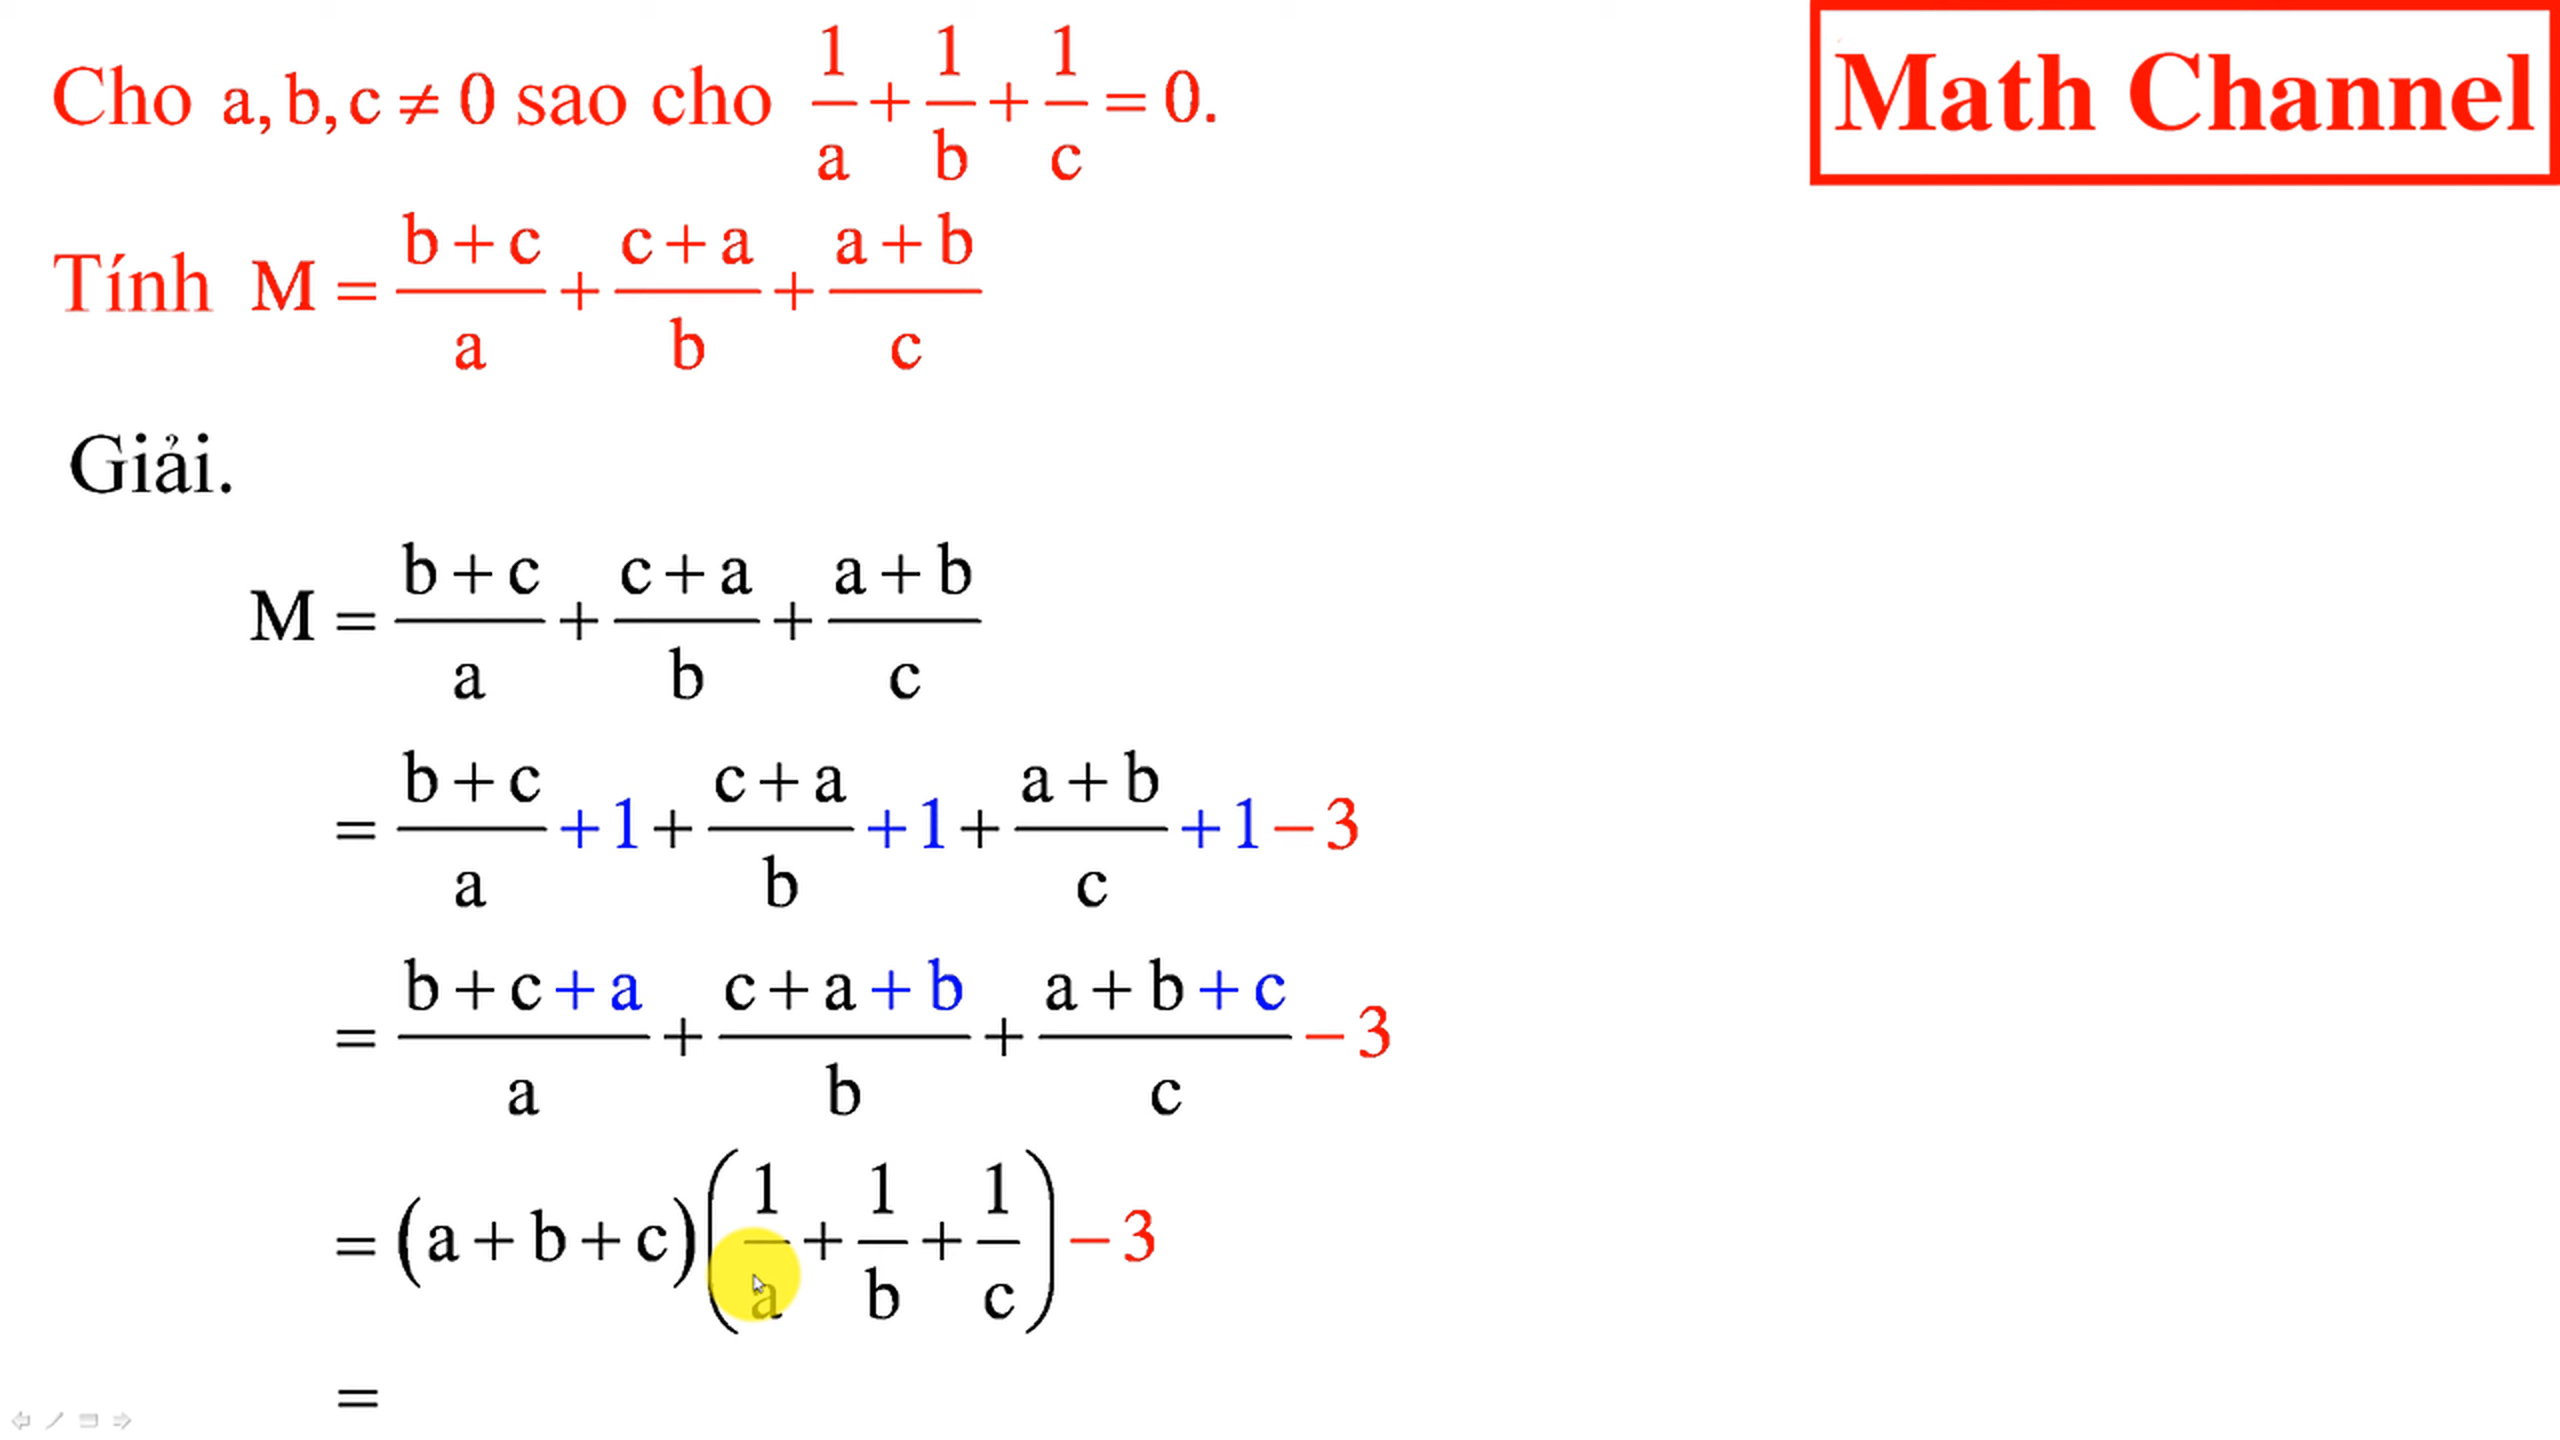 Cho a, b, c ≠ 0 sao cho 1/a + 1/b + 1/c = 0.
Math Channel
Tính M = (b + c)/a + (c + a)/b + (a + b)/c
Giải.
M = (b + c)/a + (c + a)/b + (a + b)/c
= (b + c)/a + 1 + (c + a)/b + 1 + (a + b)/c + 1 − 3
= (b + c + a)/a + (c + a + b)/b + (a + b + c)/c − 3
= (a + b + c)(1/a + 1/b + 1/c) − 3
=